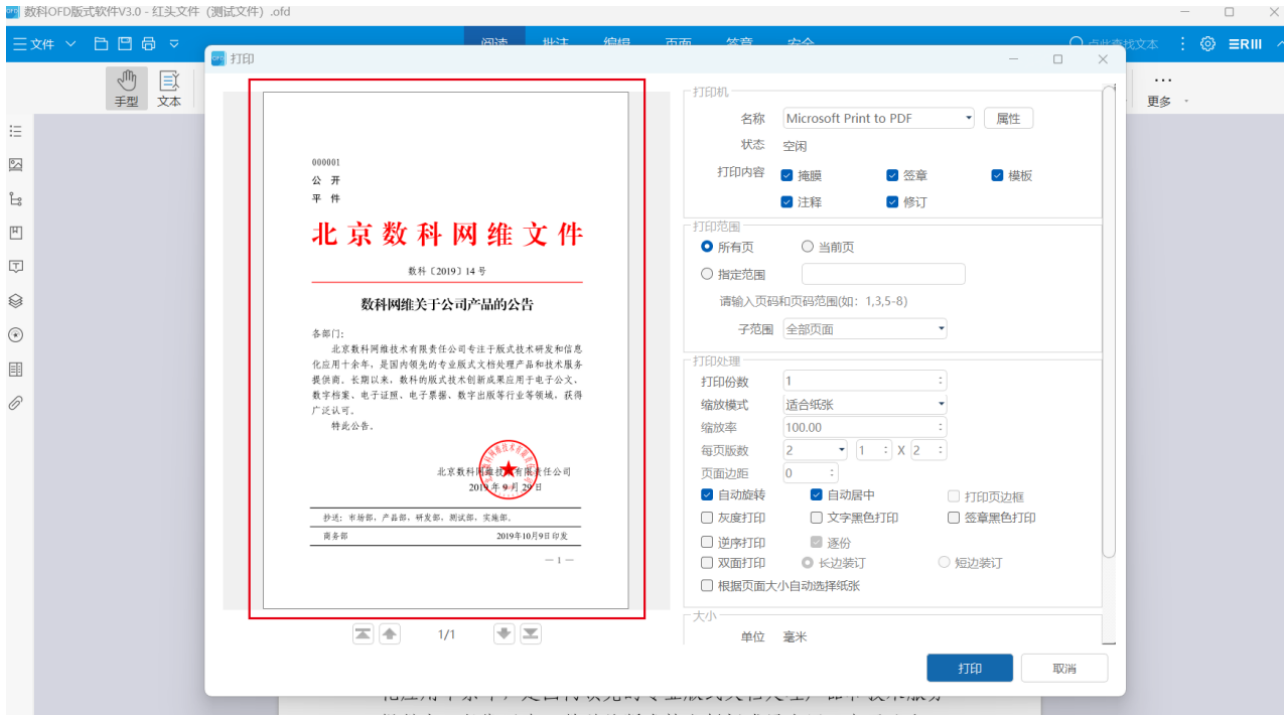 数科OFD版式软件V3.0 - 红头文件（测试文件）.ofd
文件
阅读 批注 编辑 页面 签章 安全
点此查找文本
打印
手型 文本
更多
000001
公 开
平 件
北京数科网维文件
数科〔2019〕14 号
数科网维关于公司产品的公告
各部门：
北京数科网维技术有限责任公司专注于版式技术研发和信息
化应用十余年，是国内领先的专业版式文档处理产品和技术服务
提供商。长期以来，数科的版式技术创新成果应用于电子公文、
数字档案、电子证照、电子票据、数字出版等行业等领域，获得
广泛认可。
特此公告。
北京数科网维技术有限责任公司
2019 年 9 月 29 日
抄送：市场部，产品部，研发部，测试部，实施部。
商务部 2019年10月9日印发
— 1 —
1/1
打印机
名称 Microsoft Print to PDF 属性
状态 空闲
打印内容 掩膜 签章 模板
注释 修订
打印范围
所有页 当前页
指定范围
请输入页码和页码范围(如: 1,3,5-8)
子范围 全部页面
打印处理
打印份数 1
缩放模式 适合纸张
缩放率 100.00
每页版数 2 1 X 2
页面边距 0
自动旋转 自动居中 打印页边框
灰度打印 文字黑色打印 签章黑色打印
逆序打印 逐份
双面打印 长边装订 短边装订
根据页面大小自动选择纸张
大小
单位 毫米
打印 取消